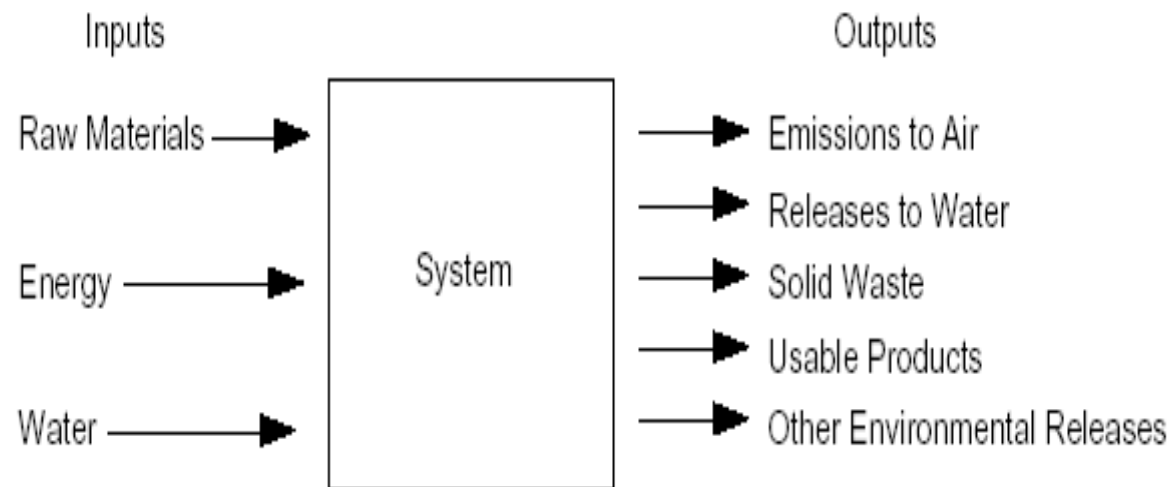 Inputs
Outputs
Raw Materials
Energy
Water
System
Emissions to Air
Releases to Water
Solid Waste
Usable Products
Other Environmental Releases